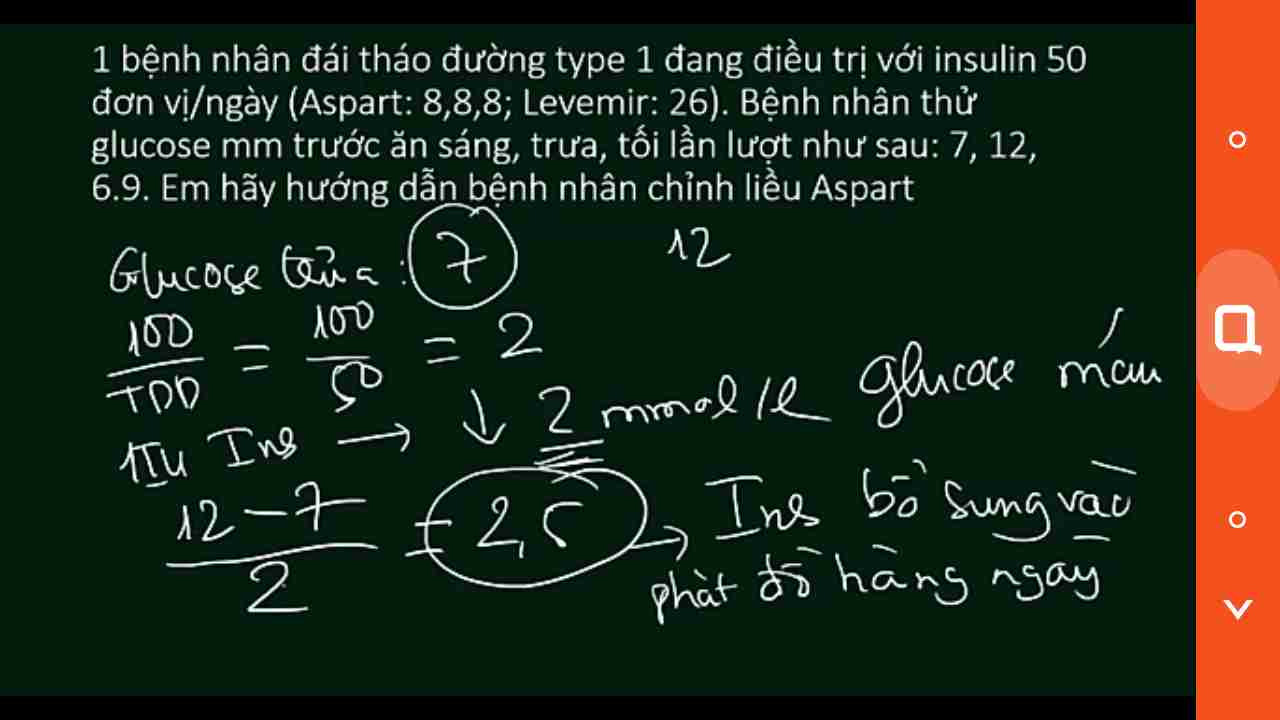 1 bệnh nhân đái tháo đường type 1 đang điều trị với insulin 50
đơn vị/ngày (Aspart: 8,8,8; Levemir: 26). Bệnh nhân thử
glucose mm trước ăn sáng, trưa, tối lần lượt như sau: 7, 12,
6.9. Em hãy hướng dẫn bệnh nhân chỉnh liều Aspart
Glucose trưa : 7 12
100/TDD = 100/50 = 2
1IU Ins → ↓ 2 mmol/l glucose máu
12-7/2 = 2,5 → Ins bổ sung vào
phát đồ hàng ngày